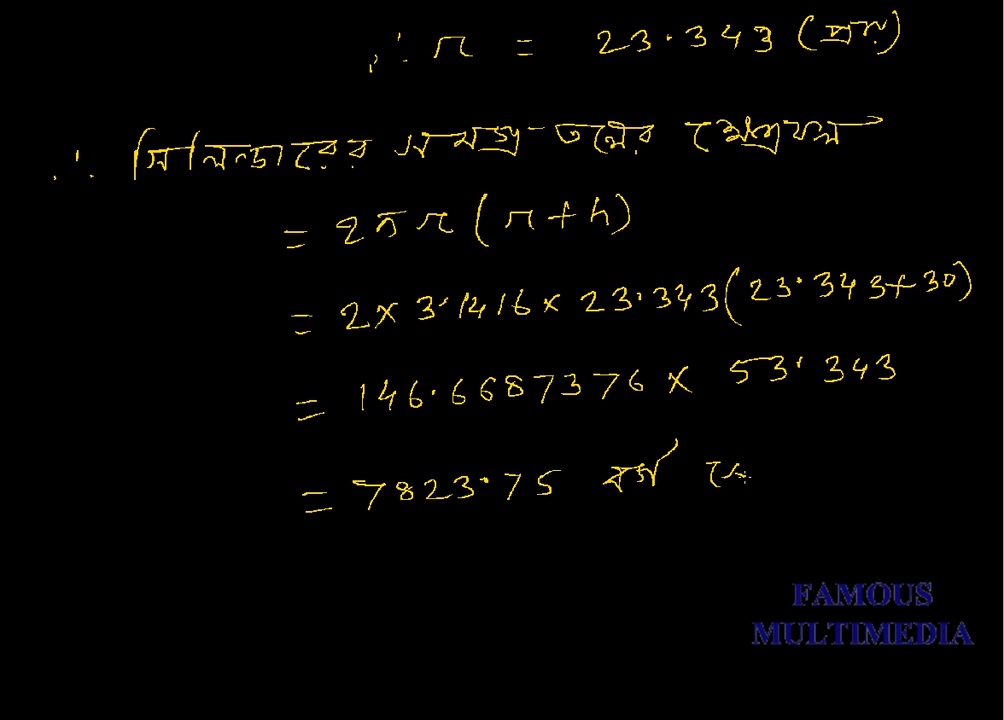 ∴ r = 23.343 (প্রায়)
∴ সিলিন্ডারের সমগ্র তলের ক্ষেত্রফল
= 2πr (r+h)
= 2 × 3.1416 × 23.343 (23.343+30)
= 146.6687376 × 53.343
= 7823.75 বর্গ
FAMOUS
MULTIMEDIA